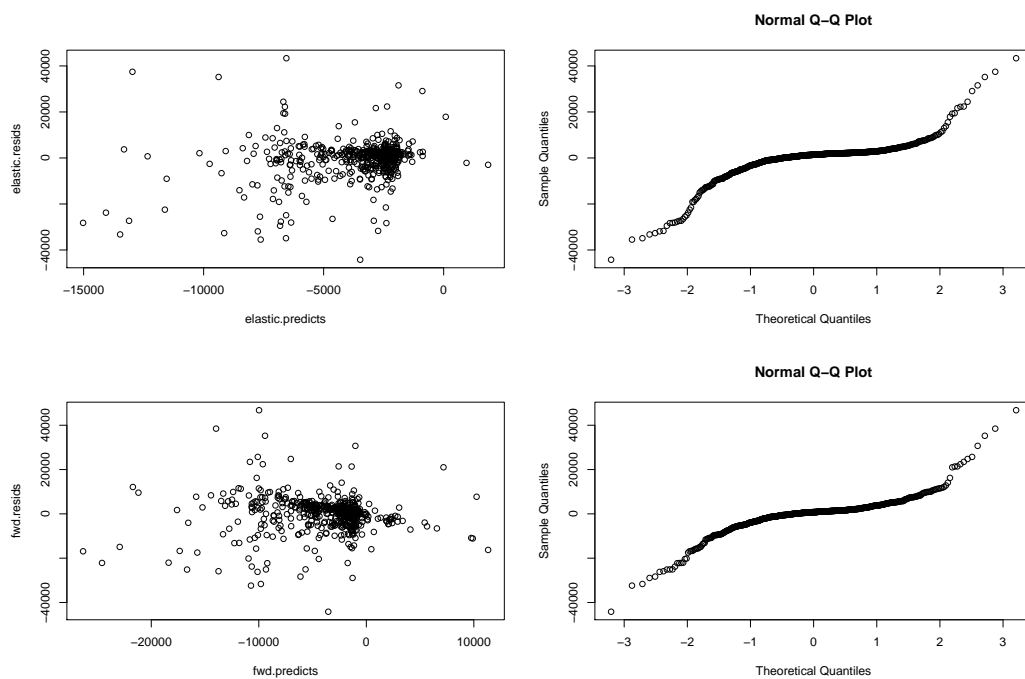 Normal Q−Q Plot
elastic.resids
−40000 0 20000 40000
−15000 −10000 −5000 0
elastic.predicts
Sample Quantiles
−40000 0 20000 40000
−3 −2 −1 0 1 2 3
Theoretical Quantiles
Normal Q−Q Plot
fwd.resids
−40000 0 20000 40000
−20000 −10000 0 10000
fwd.predicts
Sample Quantiles
−40000 0 20000 40000
−3 −2 −1 0 1 2 3
Theoretical Quantiles